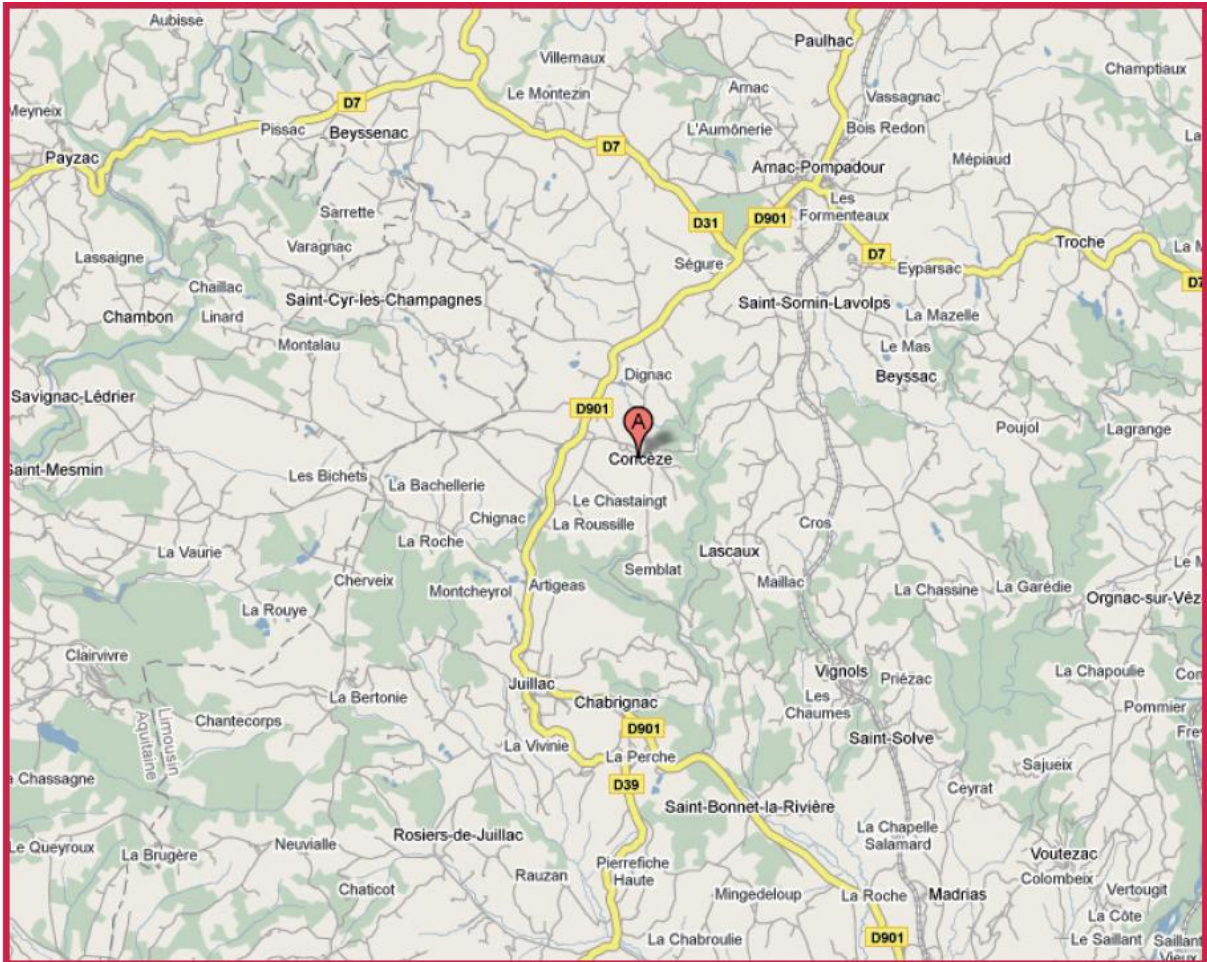 Aubisse
Paulhac
Villemaux
Champtiaux
Arnac
Le Montezin
Vassagnac
D7
Meyneix
L'Aumônerie
Bois Redon
Pissac
Beyssenac
D7
Payzac
Arnac-Pompadour
Mépiaud
Les
Formenteaux
Sarrette
D31
D901
Varagnac
Troche
Lassaigne
D7
Ségure
Eyparsac
D7
Chaillac
Saint-Cyr-les-Champagnes
Saint-Sornin-Lavolps
Chambon
Linard
La Mazelle
Montalau
Le Mas
Dignac
Beyssac
Savignac-Lédrier
D901
A
Poujol
Lagrange
Concèze
Saint-Mesmin
Les Bichets
La Bachellerie
Le Chastaingt
Chignac
La Roussille
Cros
La Roche
La Vaurie
Lascaux
Semblat
Cherveix
Montcheyrol
Artigeas
Maillac
La Chassine
La Garédie
Orgnac-sur-Véz
La Rouye
Clairvivre
Vignols
La Chapoulie
Priézac
Juillac
La Bertonie
Chabrignac
Les
Chaumes
Pommier
Limousin
Aquitaine
Chantecorps
D901
Saint-Solve
La Vivinie
La Perche
Sajueix
a Chassagne
D39
Ceyrat
Saint-Bonnet-la-Rivière
Rosiers-de-Juillac
La Chapelle
Salamard
Le Queyroux
La Brugère
Neuvialle
Voutezac
Pierrefiche
Haute
Colombeix
Rauzan
Chaticot
Mingedeloup
La Roche
Madrias
Vertougit
La Côte
La Chabroulie
D901
Le Saillant
Saillant
Vieux